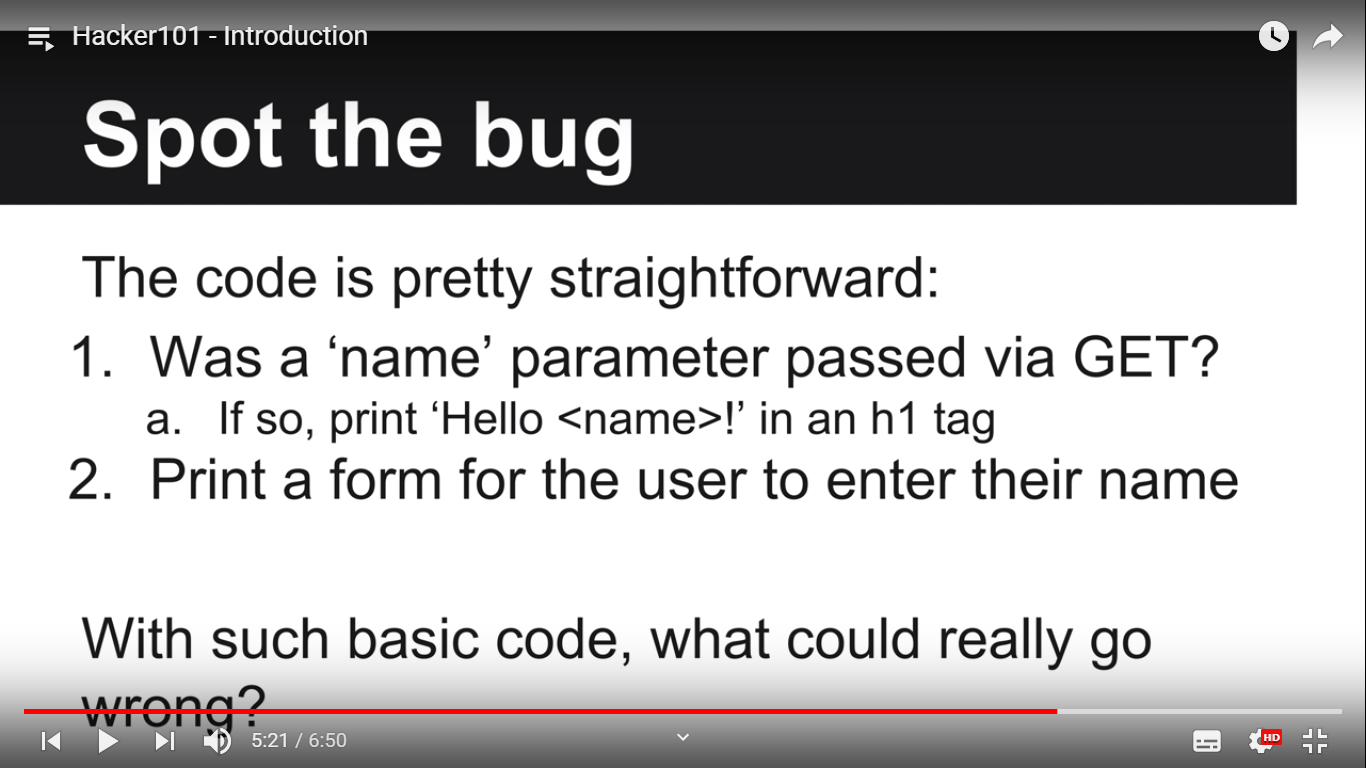 Hacker101 - Introduction
Spot the bug
The code is pretty straightforward:
1. Was a ‘name’ parameter passed via GET?
a. If so, print ‘Hello <name>!’ in an h1 tag
2. Print a form for the user to enter their name
With such basic code, what could really go
wrong?
5:21 / 6:50
HD